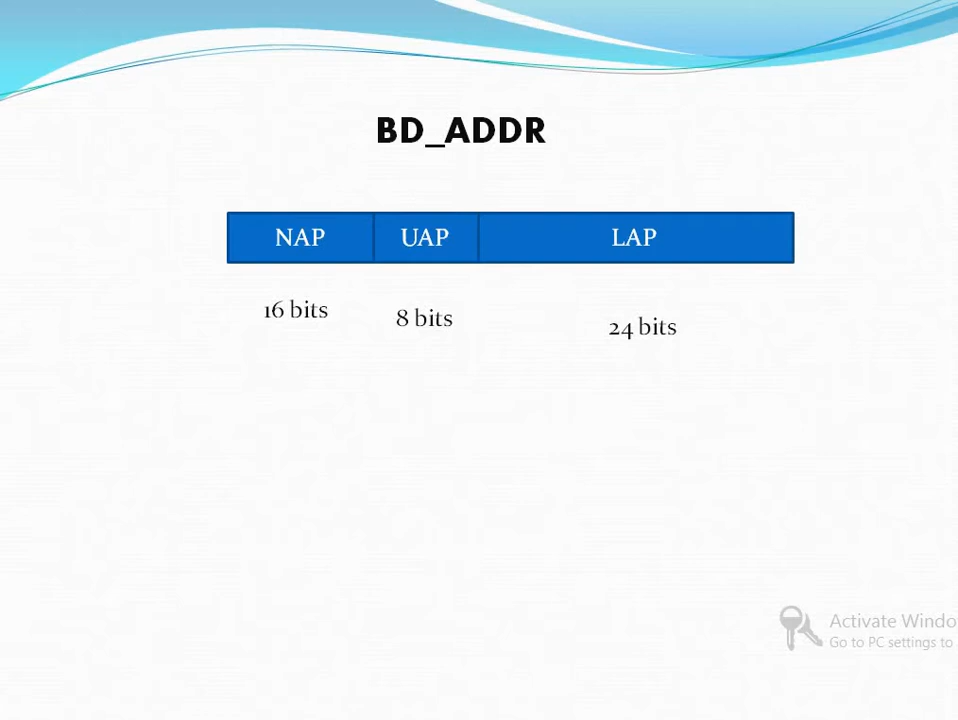 BD_ADDR
NAP UAP LAP
16 bits 8 bits 24 bits
Activate Windo
Go to PC settings to